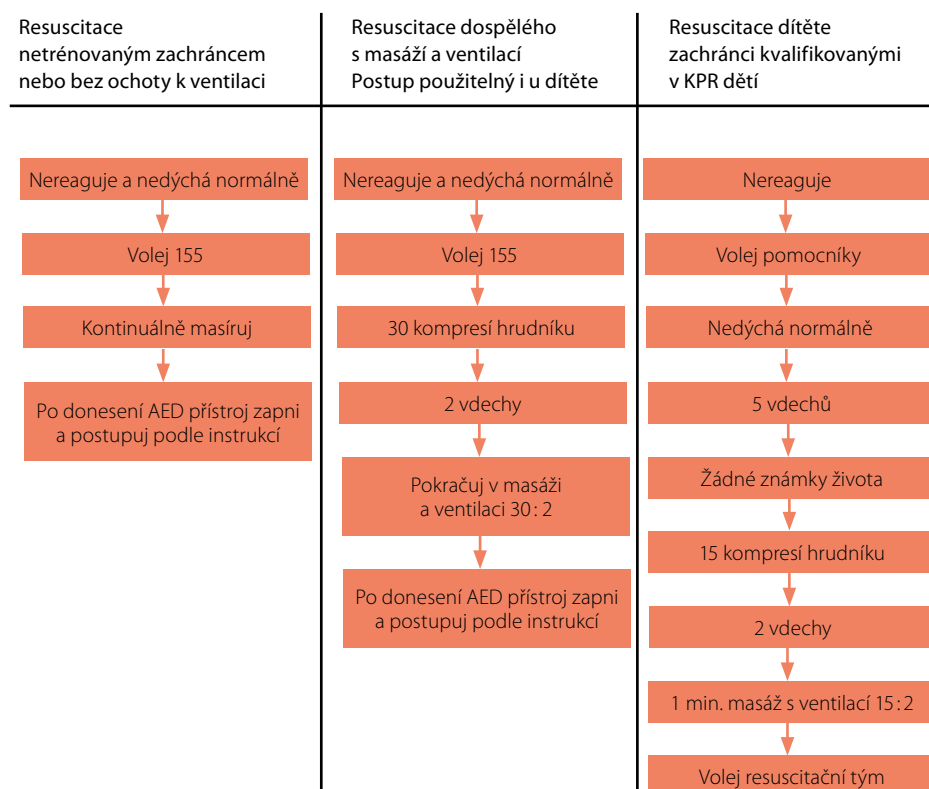 Resuscitace
netrénovaným zachráncem
nebo bez ochoty k ventilaci
Nereaguje a nedýchá normálně
Volej 155
Kontinuálně masíruj
Po donesení AED přístroj zapni
a postupuj podle instrukcí
Resuscitace dospělého
s masáží a ventilací
Postup použitelný i u dítěte
Nereaguje a nedýchá normálně
Volej 155
30 kompresí hrudníku
2 vdechy
Pokračuj v masáži
a ventilaci 30 : 2
Po donesení AED přístroj zapni
a postupuj podle instrukcí
Resuscitace dítěte
zachránci kvalifikovanými
v KPR dětí
Nereaguje
Volej pomocníky
Nedýchá normálně
5 vdechů
Žádné známky života
15 kompresí hrudníku
2 vdechy
1 min. masáž s ventilací 15 : 2
Volej resuscitační tým